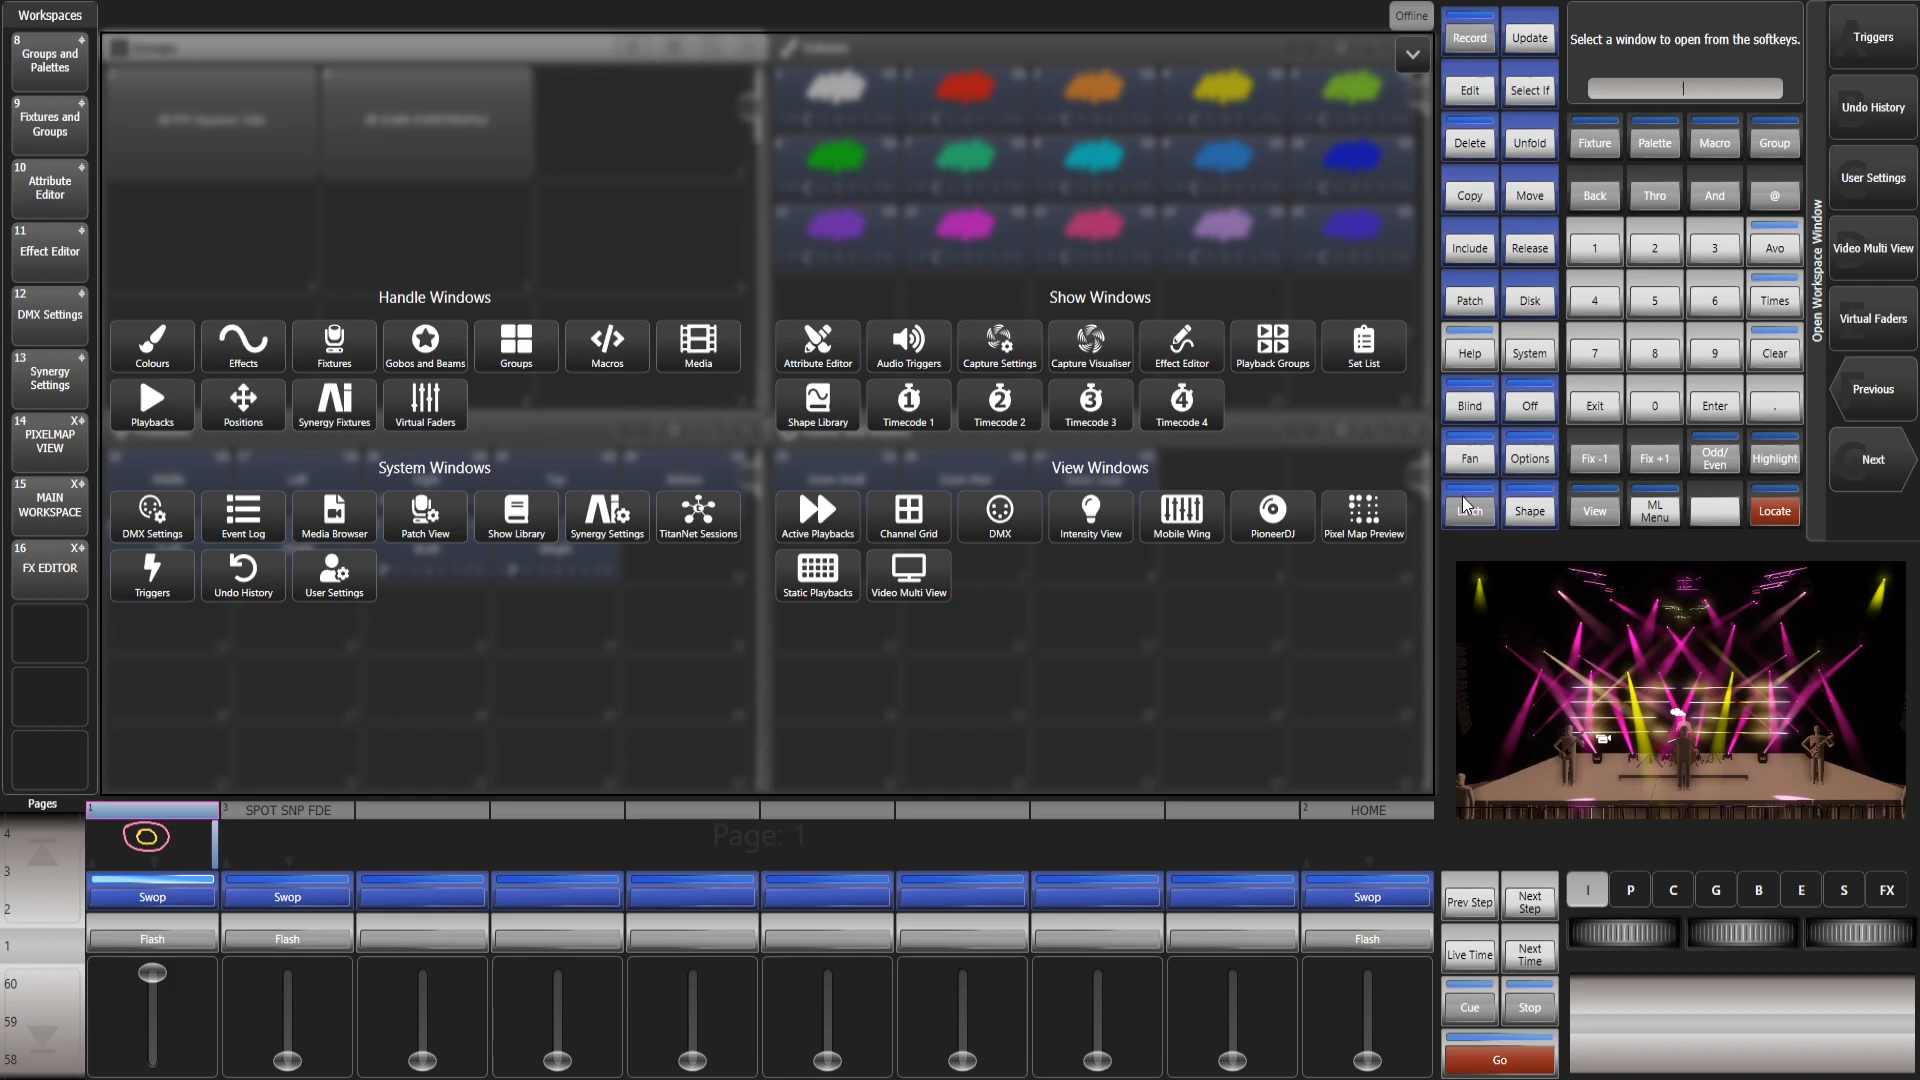 Workspaces
8
Groups and
Palettes
9
Fixtures and
Groups
10
Attribute
Editor
11
Effect Editor
12
DMX Settings
13
Synergy
Settings
14
X
PIXELMAP
VIEW
15
X
MAIN
WORKSPACE
16
X
FX EDITOR
Offline
Groups
Colours
Handle Windows
Colours
Effects
Fixtures
Gobos and Beams
Groups
Macros
Media
Playbacks
Positions
Synergy Fixtures
Virtual Faders
Show Windows
Attribute Editor
Audio Triggers
Capture Settings
Capture Visualiser
Effect Editor
Playback Groups
Set List
Shape Library
1
Timecode 1
2
Timecode 2
3
Timecode 3
4
Timecode 4
System Windows
DMX Settings
Event Log
Media Browser
Patch View
Show Library
Synergy Settings
TitanNet Sessions
Triggers
Undo History
User Settings
View Windows
Active Playbacks
Channel Grid
DMX
Intensity View
Mobile Wing
PioneerDJ
Pixel Map Preview
Static Playbacks
Video Multi View
Record
Update
Edit
Select If
Delete
Unfold
Copy
Move
Include
Release
Patch
Disk
Help
System
Blind
Off
Fan
Options
Shape
Select a window to open from the softkeys.
Fixture
Palette
Macro
Group
Back
Thro
And
@
1
2
3
Avo
4
5
6
Times
7
8
9
Clear
Exit
0
Enter
.
Fix -1
Fix +1
Odd/
Even
Highlight
View
ML
Menu
Locate
Open Workspace Window
A
Triggers
B
Undo History
C
User Settings
D
Video Multi View
E
Virtual Faders
F
Previous
G
Next
Pages
4
3
2
1
60
59
58
1
3
SPOT SNP FDE
2
HOME
Page: 1
Swop
Swop
Swop
Flash
Flash
Flash
Prev Step
Next
Step
Live Time
Next
Time
Cue
Stop
Go
I
P
C
G
B
E
S
FX